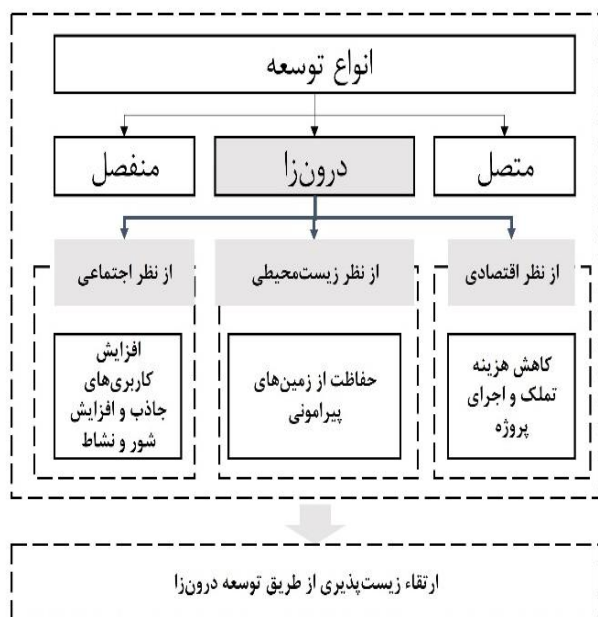 انواع توسعه
متصل
درون‌زا
منفصل
از نظر اقتصادی
از نظر زیست‌محیطی
از نظر اجتماعی
کاهش هزینه
تملک و اجرای
پروژه
حفاظت از زمین‌های
پیرامونی
افزایش
کاربری‌های
جاذب و افزایش
شور و نشاط
ارتقاء زیست‌پذیری از طریق توسعه درون‌زا